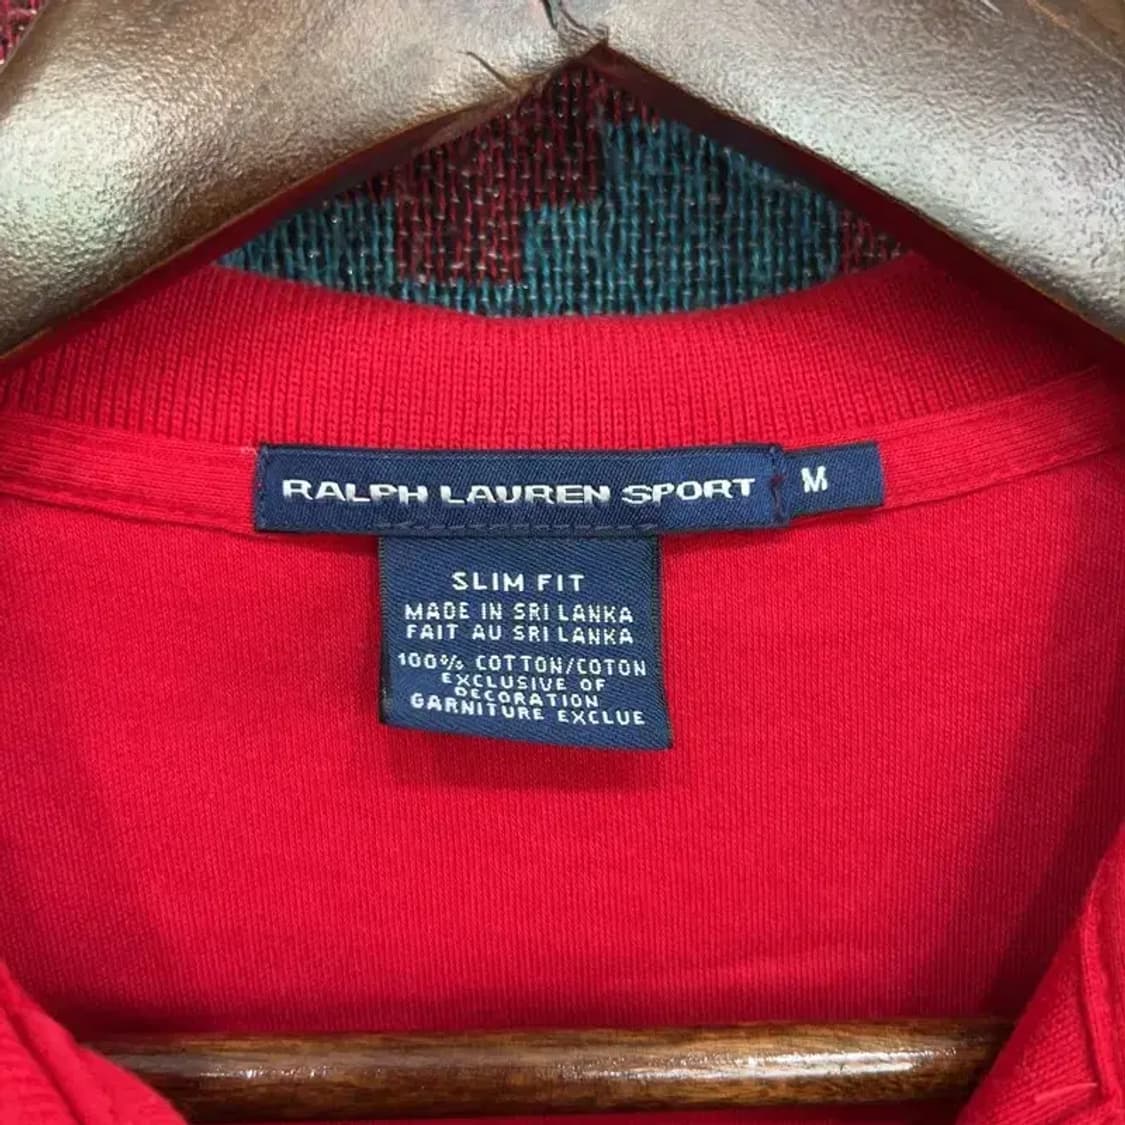 RALPH LAUREN SPORT M
SLIM FIT
MADE IN SRI LANKA
FAIT AU SRI LANKA
100% COTTON/COTON
EXCLUSIVE OF
DECORATION
GARNITURE EXCLUE